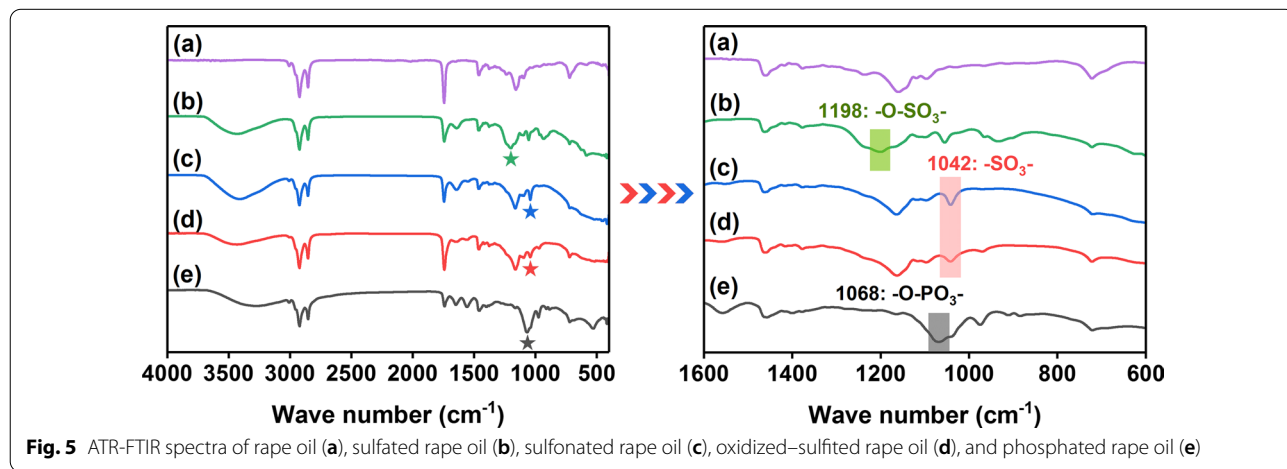 (a)
(b)
(c)
(d)
(e)
4000 3500 3000 2500 2000 1500 1000 500
Wave number (cm-1)
(a)
(b)
1198: -O-SO3-
(c)
1042: -SO3-
(d)
(e)
1068: -O-PO3-
1600 1400 1200 1000 800 600
Wave number (cm-1)
Fig. 5 ATR-FTIR spectra of rape oil (a), sulfated rape oil (b), sulfonated rape oil (c), oxidized–sulfited rape oil (d), and phosphated rape oil (e)